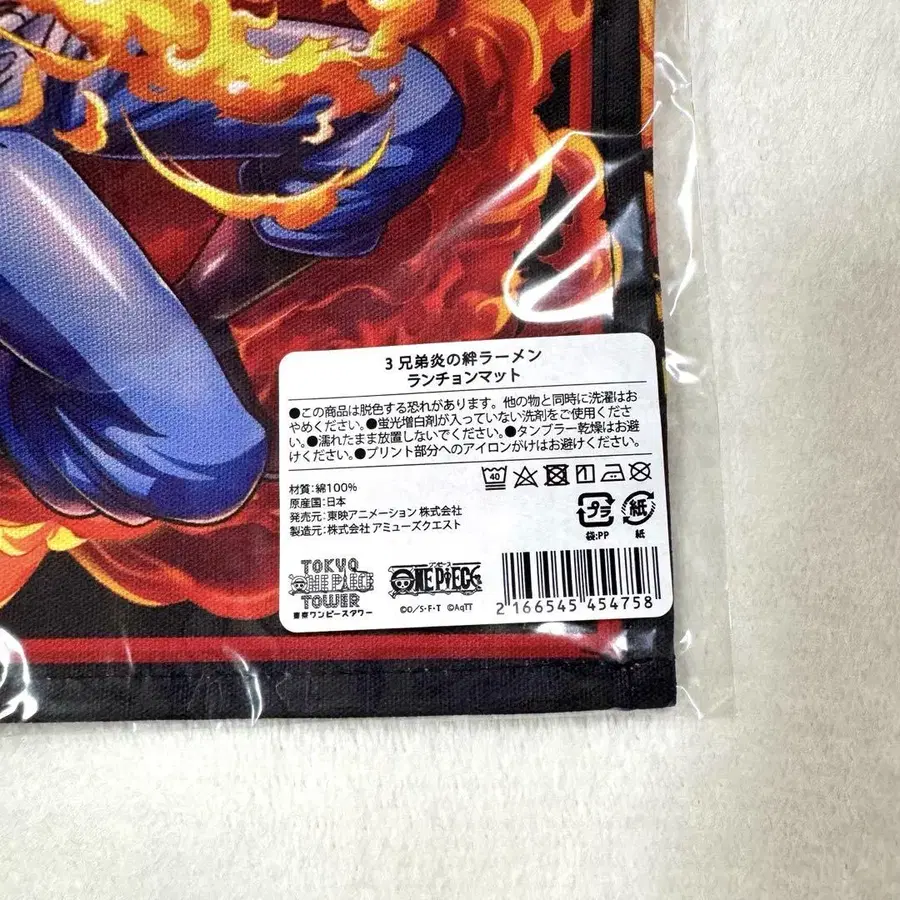 3兄弟炎の絆ラーメン
ランチョンマット
●この商品は脱色する恐れがあります。他の物と同時に洗濯はお
やめください。●蛍光増白剤が入っていない洗剤をご使用くださ
い。●濡れたまま放置しないでください。●タンブラー乾燥はお避
けください。●プリント部分へのアイロンがけはお避けください。
40
材質:綿100%
原産国:日本
発売元:東映アニメーション 株式会社
製造元:株式会社 アミューズクエスト
プラ
紙
袋:PP
紙
TOKYO
ONE PIECE
TOWER
東京ワンピースタワー
ワンピース
ONE PIECE
©O/S・F・T ©AqTT
2 166545 454758